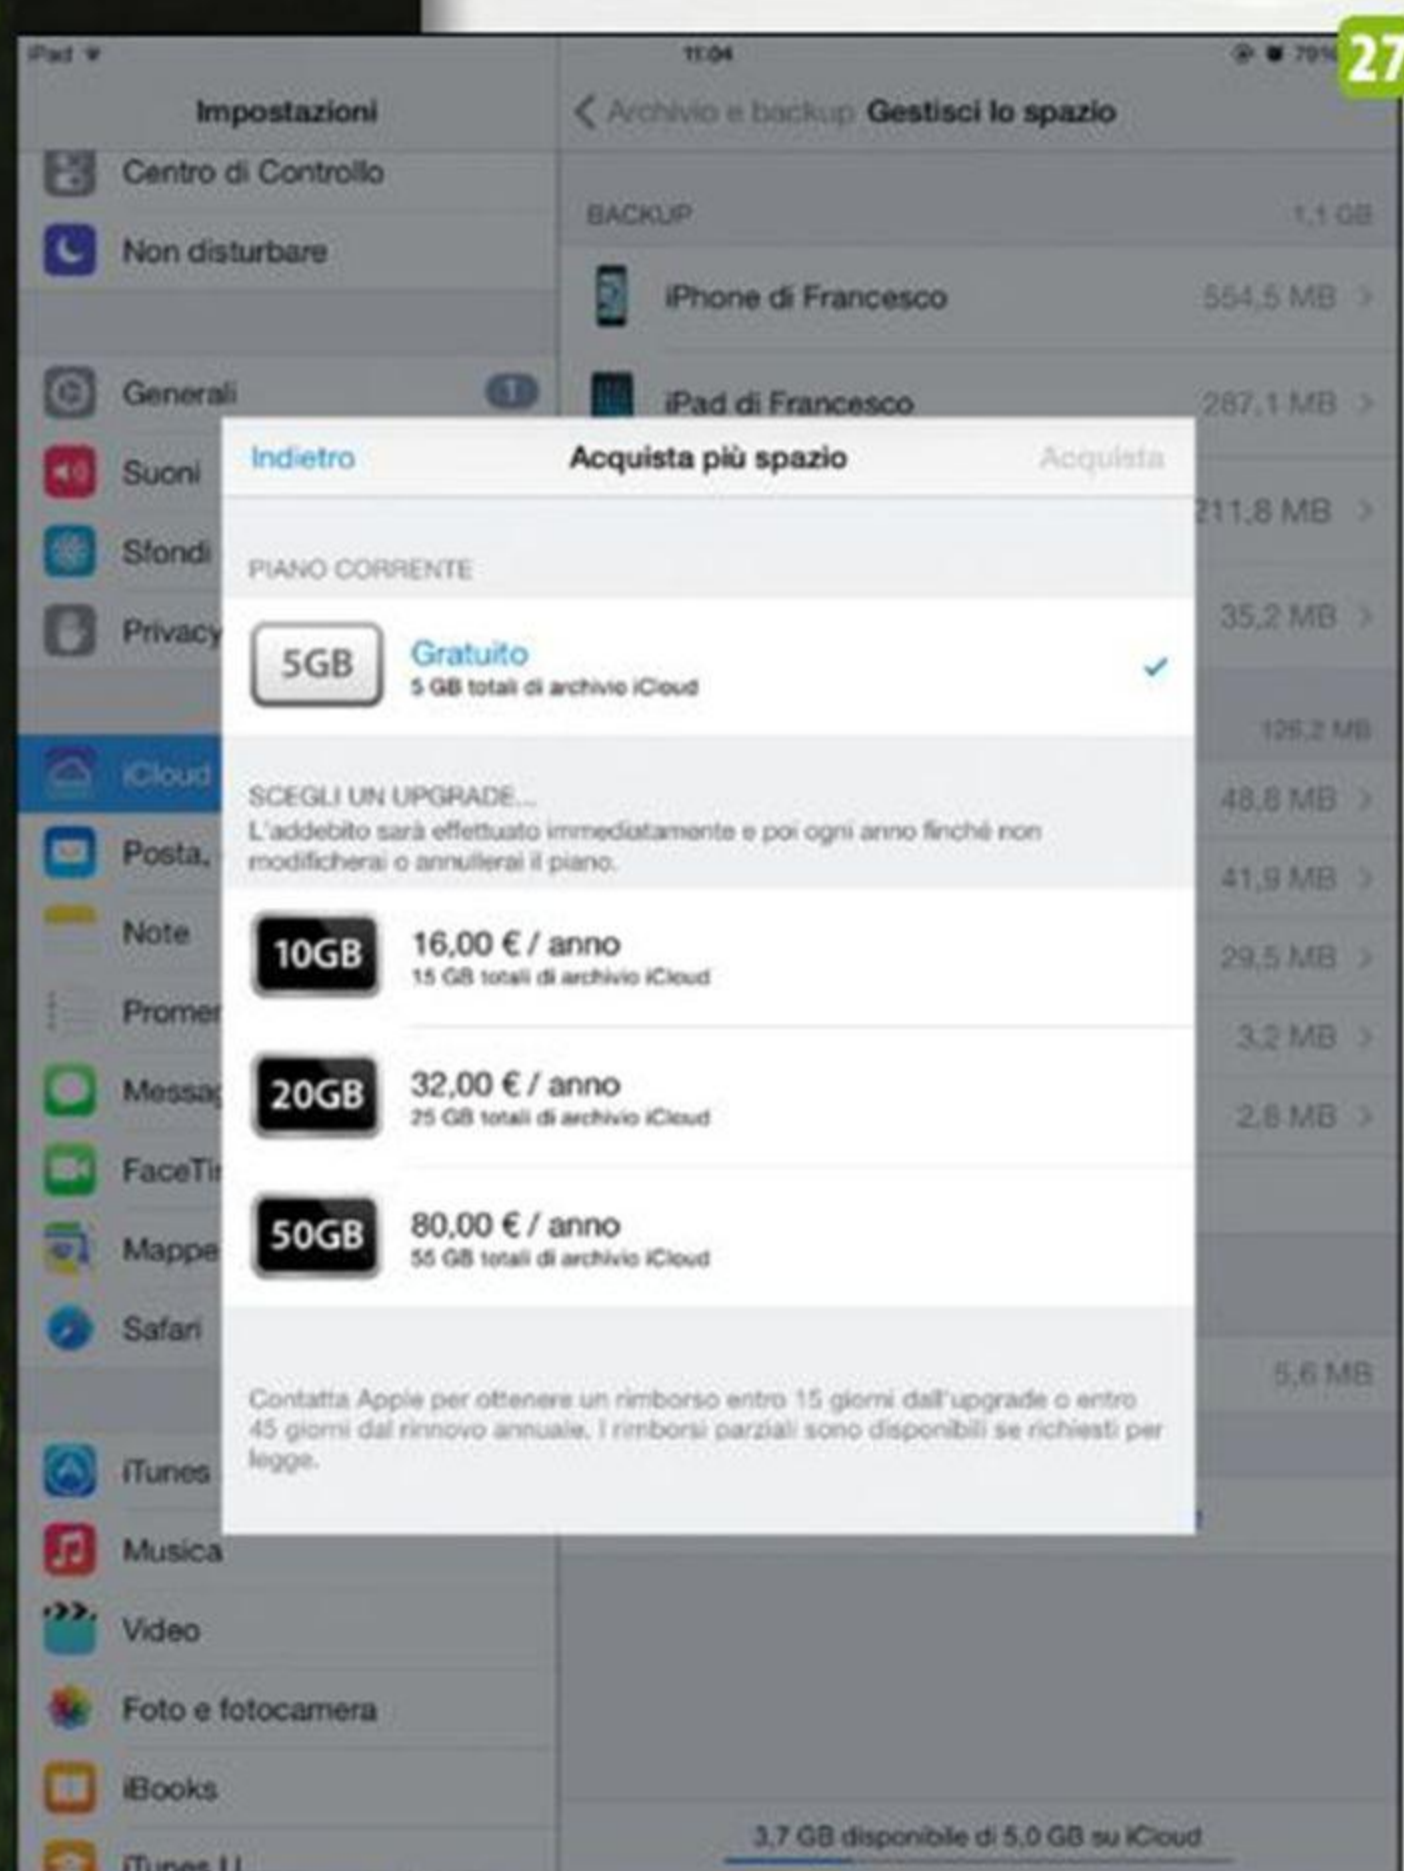 iPad
11:04
79%
27
Impostazioni
Centro di Controllo
Non disturbare
Generali
1
Suoni
Sfondi
Privacy
iCloud
Posta,
Note
Promer
Messag
FaceTi
Mappe
Safari
iTunes
Musica
Video
Foto e fotocamera
iBooks
iTunes U
Archivio e backup Gestisci lo spazio
BACKUP 1,1 GB
iPhone di Francesco 554,5 MB
iPad di Francesco 287,1 MB
211,8 MB
35,2 MB
126,2 MB
48,8 MB
41,9 MB
29,5 MB
3,2 MB
2,8 MB
5,6 MB
Indietro Acquista più spazio Acquista
PIANO CORRENTE
5GB
Gratuito
5 GB totali di archivio iCloud
SCEGLI UN UPGRADE...
L'addebito sarà effettuato immediatamente e poi ogni anno finché non
modificherai o annullerai il piano.
10GB
16,00 € / anno
15 GB totali di archivio iCloud
20GB
32,00 € / anno
25 GB totali di archivio iCloud
50GB
80,00 € / anno
55 GB totali di archivio iCloud
Contatta Apple per ottenere un rimborso entro 15 giorni dall'upgrade o entro
45 giorni dal rinnovo annuale. I rimborsi parziali sono disponibili se richiesti per
legge.
3,7 GB disponibile di 5,0 GB su iCloud